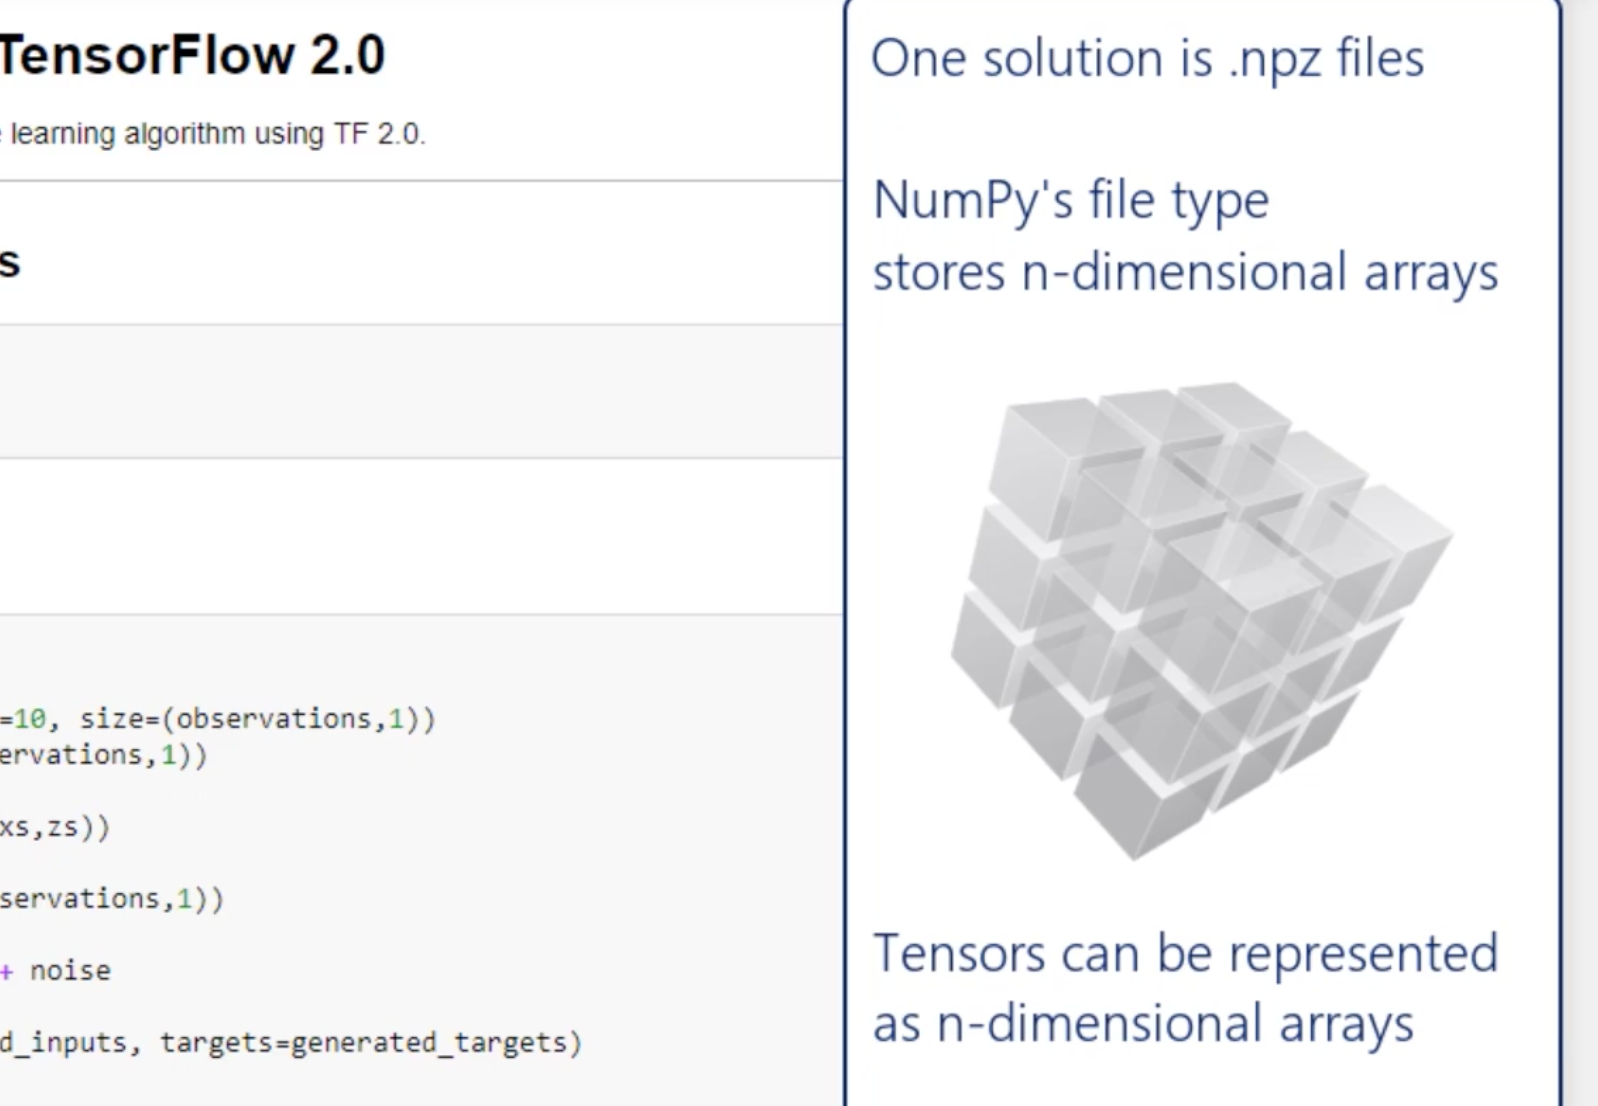 TensorFlow 2.0
learning algorithm using TF 2.0.
s
=10, size=(observations,1))
ervations,1))
xs,zs))
servations,1))
+ noise
d_inputs, targets=generated_targets)
One solution is .npz files
NumPy's file type
stores n-dimensional arrays
Tensors can be represented
as n-dimensional arrays